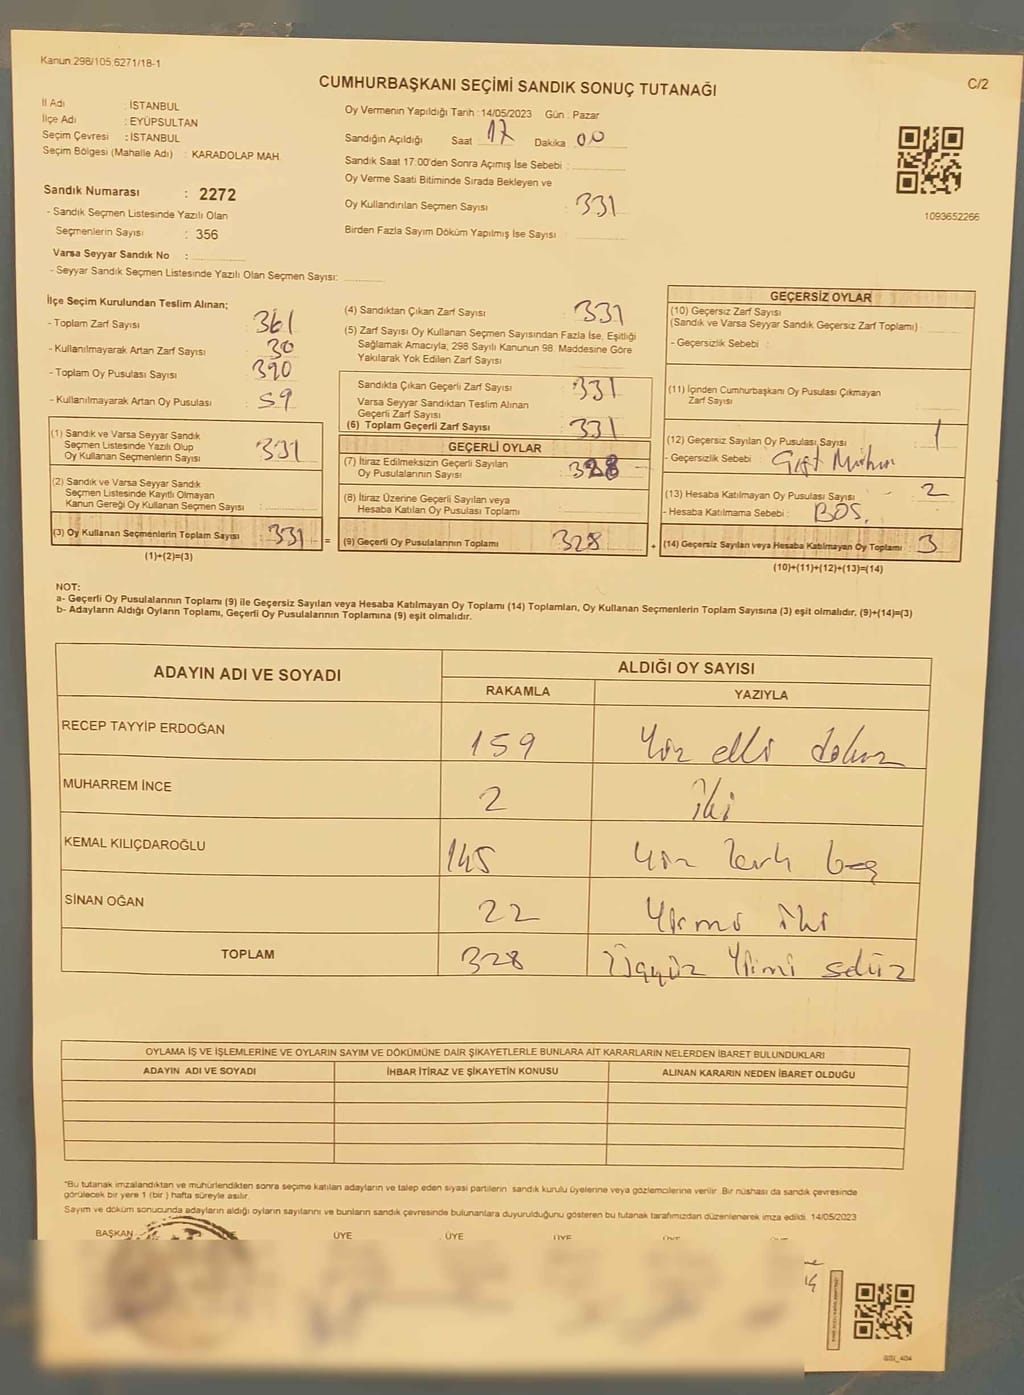 Kanun:298/105;6271/18-1
CUMHURBAŞKANI SEÇİMİ SANDIK SONUÇ TUTANAĞI
C/2
İl Adı : İSTANBUL
İlçe Adı : EYÜPSULTAN
Seçim Çevresi : İSTANBUL
Seçim Bölgesi (Mahalle Adı) : KARADOLAP MAH.
Oy Vermenin Yapıldığı Tarih : 14/05/2023 Gün : Pazar
Sandığın Açıldığı Saat 17 Dakika 00
Sandık Saat 17:00'den Sonra Açımış İse Sebebi :
Oy Verme Saati Bitiminde Sırada Bekleyen ve
Oy Kullandırılan Seçmen Sayısı : 331
Birden Fazla Sayım Döküm Yapılmış İse Sayısı :
1093652266
Sandık Numarası : 2272
- Sandık Seçmen Listesinde Yazılı Olan
Seçmenlerin Sayısı : 356
Varsa Seyyar Sandık No :
- Seyyar Sandık Seçmen Listesinde Yazılı Olan Seçmen Sayısı:
İlçe Seçim Kurulundan Teslim Alınan;
- Toplam Zarf Sayısı : 361
- Kullanılmayarak Artan Zarf Sayısı : 30
- Toplam Oy Pusulası Sayısı : 390
- Kullanılmayarak Artan Oy Pusulası : 59
(1) Sandık ve Varsa Seyyar Sandık
Seçmen Listesinde Yazılı Olup
Oy Kullanan Seçmenlerin Sayısı : 331
(2) Sandık ve Varsa Seyyar Sandık
Seçmen Listesinde Kayıtlı Olmayan
Kanun Gereği Oy Kullanan Seçmen Sayısı :
(3) Oy Kullanan Seçmenlerin Toplam Sayısı : 331 =
(1)+(2)=(3)
(4) Sandıktan Çıkan Zarf Sayısı : 331
(5) Zarf Sayısı Oy Kullanan Seçmen Sayısından Fazla İse, Eşitliği
Sağlamak Amacıyla, 298 Sayılı Kanunun 98. Maddesine Göre
Yakılarak Yok Edilen Zarf Sayısı
Sandıkta Çıkan Geçerli Zarf Sayısı : 331
Varsa Seyyar Sandıktan Teslim Alınan
Geçerli Zarf Sayısı
(6) Toplam Geçerli Zarf Sayısı : 331
GEÇERLİ OYLAR
(7) İtiraz Edilmeksizin Geçerli Sayılan
Oy Pusulalarının Sayısı : 328
(8) İtiraz Üzerine Geçerli Sayılan veya
Hesaba Katılan Oy Pusulası Toplamı :
(9) Geçerli Oy Pusulalarının Toplamı : 328 +
GEÇERSİZ OYLAR
(10) Geçersiz Zarf Sayısı
(Sandık ve Varsa Seyyar Sandık Geçersiz Zarf Toplamı) :
- Geçersizlik Sebebi :
(11) İçinden Cumhurbaşkanı Oy Pusulası Çıkmayan
Zarf Sayısı
(12) Geçersiz Sayılan Oy Pusulası Sayısı : 1
- Geçersizlik Sebebi : Çift Mühür
(13) Hesaba Katılmayan Oy Pusulası Sayısı : 2
- Hesaba Katılmama Sebebi : BOŞ.
(14) Geçersiz Sayılan veya Hesaba Katılmayan Oy Toplamı : 3
(10)+(11)+(12)+(13)=(14)
NOT:
a- Geçerli Oy Pusulalarının Toplamı (9) ile Geçersiz Sayılan veya Hesaba Katılmayan Oy Toplamı (14) Toplamları, Oy Kullanan Seçmenlerin Toplam Sayısına (3) eşit olmalıdır, (9)+(14)=(3)
b- Adayların Aldığı Oyların Toplamı, Geçerli Oy Pusulalarının Toplamına (9) eşit olmalıdır.
ADAYIN ADI VE SOYADI
ALDIĞI OY SAYISI
RAKAMLA YAZIYLA
RECEP TAYYİP ERDOĞAN 159 Yüz elli dokuz
MUHARREM İNCE 2 İki
KEMAL KILIÇDAROĞLU 145 Yüz kırk beş
SİNAN OĞAN 22 Yirmi iki
TOPLAM 328 Üçyüz Yirmi sekiz
OYLAMA İŞ VE İŞLEMLERİNE VE OYLARIN SAYIM VE DÖKÜMÜNE DAİR ŞİKAYETLERLE BUNLARA AİT KARARLARIN NELERDEN İBARET BULUNDUKLARI
ADAYIN ADI VE SOYADI İHBAR İTİRAZ VE ŞİKAYETİN KONUSU ALINAN KARARIN NEDEN İBARET OLDUĞU
*Bu tutanak imzalandıktan ve mühürlendikten sonra seçime katılan adayların ve talep eden siyasi partilerin sandık kurulu üyelerine veya gözlemcilerine verilir. Bir nüshası da sandık çevresinde
görülecek bir yere 1 (bir) hafta süreyle asılır.
Sayım ve döküm sonucunda adayların aldığı oyların sayılarını ve bunların sandık çevresinde bulunanlara duyurulduğunu gösteren bu tutanak tarafımızdan düzenlenerek imza edildi. 14/05/2023
BAŞKAN ÜYE ÜYE ÜYE